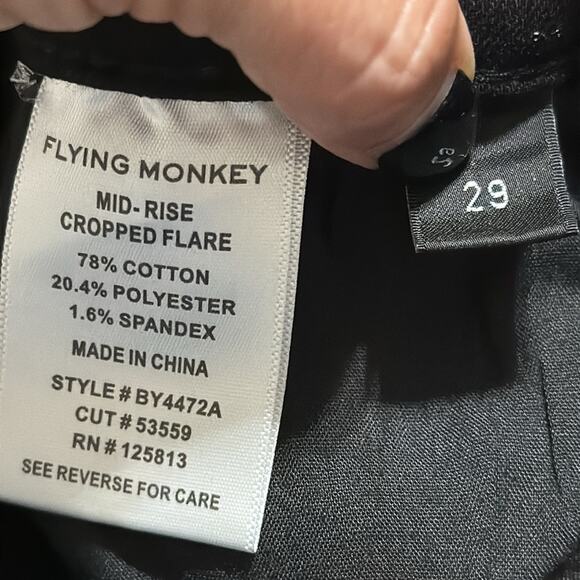 FLYING MONKEY
MID-RISE
CROPPED FLARE
78% COTTON
20.4% POLYESTER
1.6% SPANDEX
MADE IN CHINA
STYLE # BY4472A
CUT # 53559
RN # 125813
SEE REVERSE FOR CARE
29